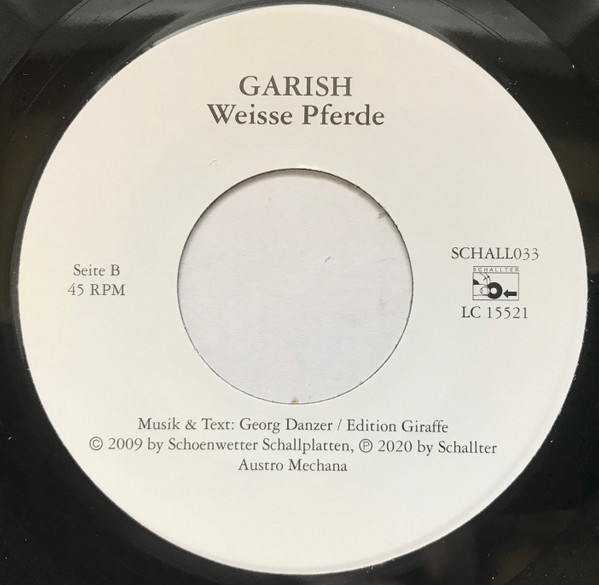 GARISH
Weisse Pferde
Seite B
45 RPM
SCHALL033
SCHALLTER
LC 15521
Musik & Text: Georg Danzer / Edition Giraffe
© 2009 by Schoenwetter Schallplatten, ℗ 2020 by Schallter
Austro Mechana